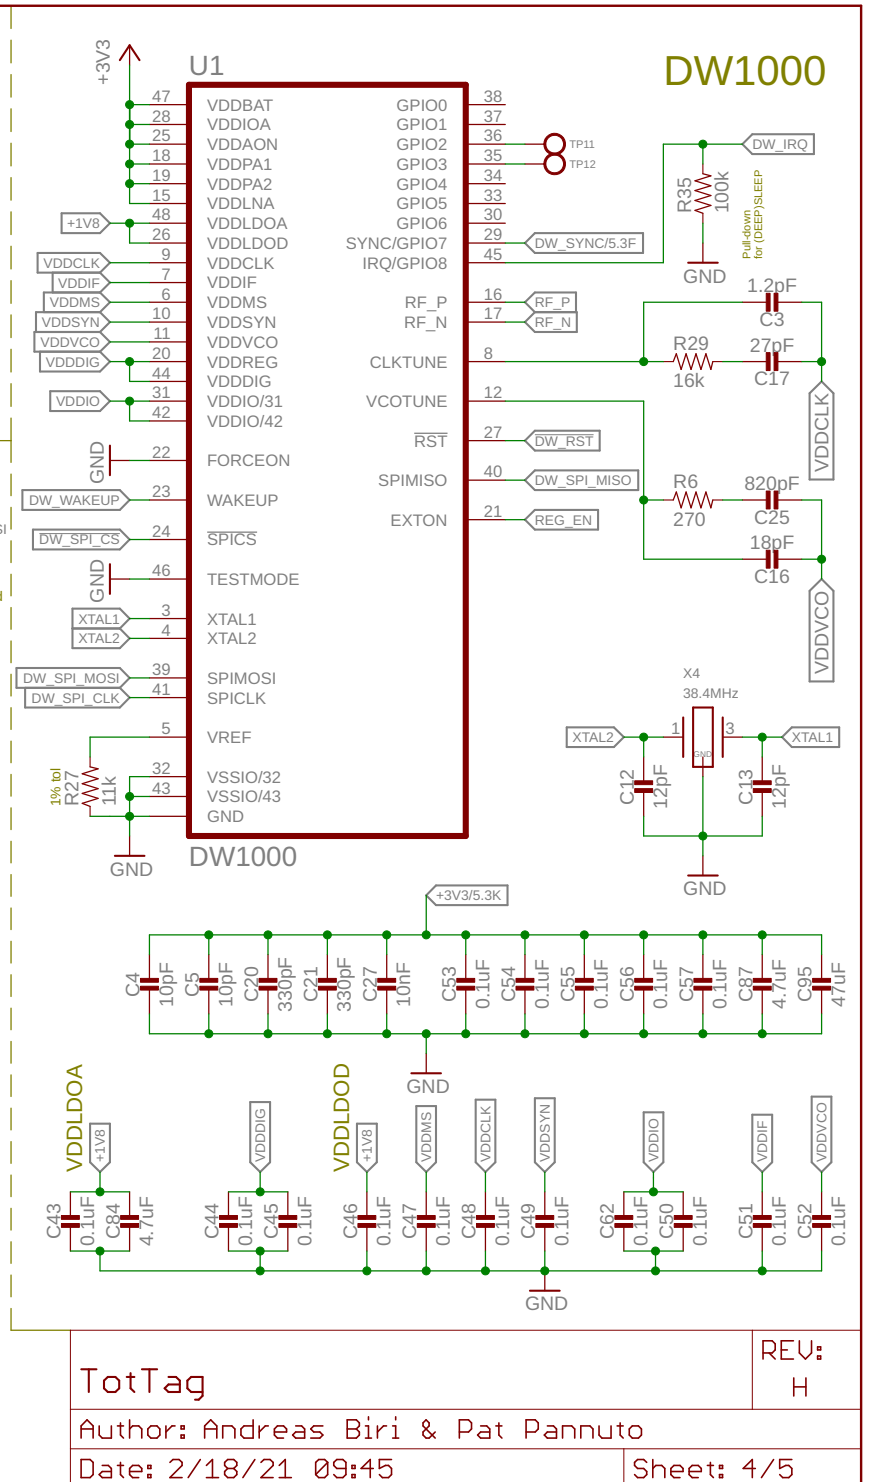 DW1000
+3V3
U1
47 VDDBAT
28 VDDIOA
25 VDDAON
18 VDDPA1
19 VDDPA2
15 VDDLNA
+1V8 48 VDDLDOA
26 VDDLDOD
VDDCLK 9 VDDCLK
VDDIF 7 VDDIF
VDDMS 6 VDDMS
VDDSYN 10 VDDSYN
VDDVCO 11 VDDVCO
VDDDIG 20 VDDREG
44 VDDDIG
VDDIO 31 VDDIO/31
42 VDDIO/42
GND 22 FORCEON
DW_WAKEUP 23 WAKEUP
DW_SPI_CS 24 SPICS
GND 46 TESTMODE
XTAL1 3 XTAL1
XTAL2 4 XTAL2
DW_SPI_MOSI 39 SPIMOSI
DW_SPI_CLK 41 SPICLK
5 VREF
32 VSSIO/32
43 VSSIO/43
GND
1% tol
R27
11k
GND
DW1000
GPIO0 38
GPIO1 37
GPIO2 36 TP11
GPIO3 35 TP12
GPIO4 34
GPIO5 33
GPIO6 30
SYNC/GPIO7 29 DW_SYNC/5.3F
IRQ/GPIO8 45
RF_P 16 RF_P
RF_N 17 RF_N
CLKTUNE 8
VCOTUNE 12
RST 27 DW_RST
SPIMISO 40 DW_SPI_MISO
EXTON 21 REG_EN
DW_IRQ
R35
100k
Pull-down
for (DEEP)SLEEP
GND
1.2pF
C3
R29
16k
27pF
C17
VDDCLK
R6
270
820pF
C25
18pF
C16
VDDVCO
X4
38.4MHz
XTAL2 1 GND 3 XTAL1
C12
12pF
C13
12pF
GND
+3V3/5.3K
C4 10pF
C5 10pF
C20 330pF
C21 330pF
C27 10nF
C53 0.1uF
C54 0.1uF
C55 0.1uF
C56 0.1uF
C57 0.1uF
C87 4.7uF
C95 47uF
GND
VDDLDOA
+1V8
VDDDIG
VDDLDOD
+1V8
VDDMS
VDDCLK
VDDSYN
VDDIO
VDDIF
VDDVCO
C43 0.1uF
C84 4.7uF
C44 0.1uF
C45 0.1uF
C46 0.1uF
C47 0.1uF
C48 0.1uF
C49 0.1uF
C62 0.1uF
C50 0.1uF
C51 0.1uF
C52 0.1uF
GND
TotTag
REV:
H
Author: Andreas Biri & Pat Pannuto
Date: 2/18/21 09:45
Sheet: 4/5